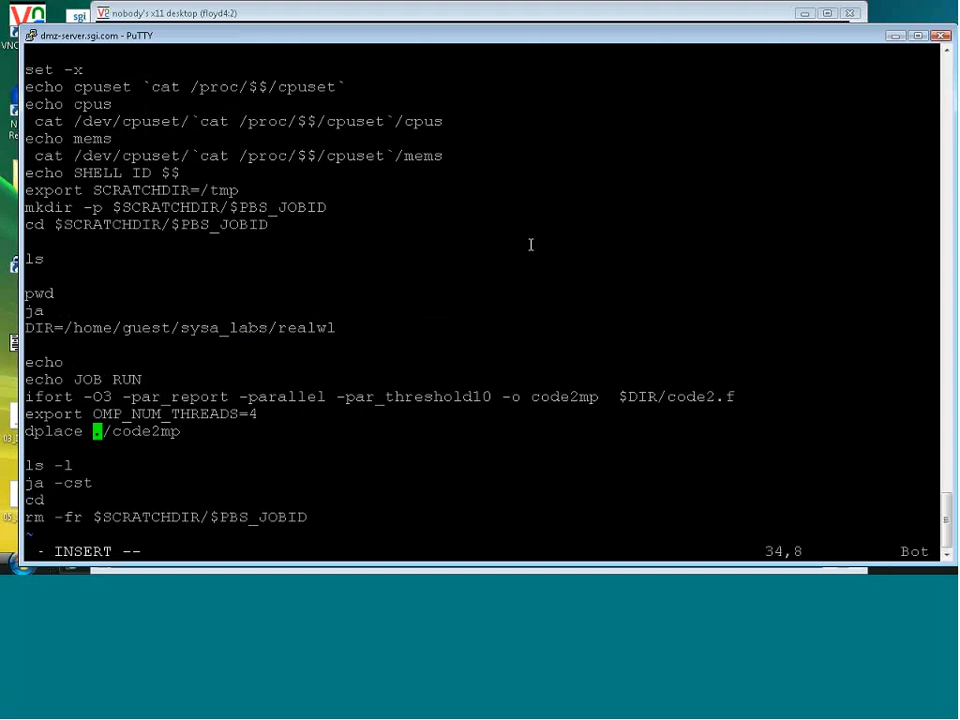 sgi
nobody's x11 desktop (floyd4:2)
dmz-server.sgi.com - PuTTY
set -x
echo cpuset `cat /proc/$$/cpuset`
echo cpus
cat /dev/cpuset/`cat /proc/$$/cpuset`/cpus
echo mems
cat /dev/cpuset/`cat /proc/$$/cpuset`/mems
echo SHELL ID $$
export SCRATCHDIR=/tmp
mkdir -p $SCRATCHDIR/$PBS_JOBID
cd $SCRATCHDIR/$PBS_JOBID
ls
pwd
ja
DIR=/home/guest/sysa_labs/realwl
echo
echo JOB RUN
ifort -O3 -par_report -parallel -par_threshold10 -o code2mp $DIR/code2.f
export OMP_NUM_THREADS=4
dplace ./code2mp
ls -l
ja -cst
cd
rm -fr $SCRATCHDIR/$PBS_JOBID
~
- INSERT -- 34,8 Bot